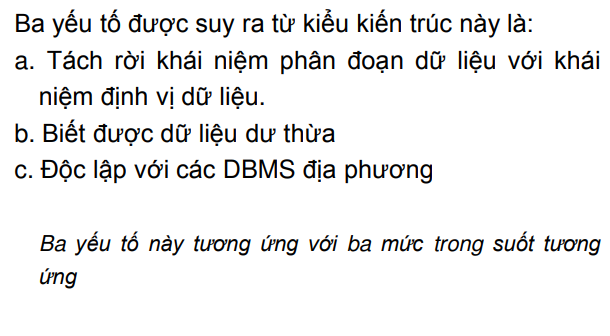 Ba yếu tố được suy ra từ kiểu kiến trúc này là:
a. Tách rời khái niệm phân đoạn dữ liệu với khái
niệm định vị dữ liệu.
b. Biết được dữ liệu dư thừa
c. Độc lập với các DBMS địa phương
Ba yếu tố này tương ứng với ba mức trong suốt tương
ứng